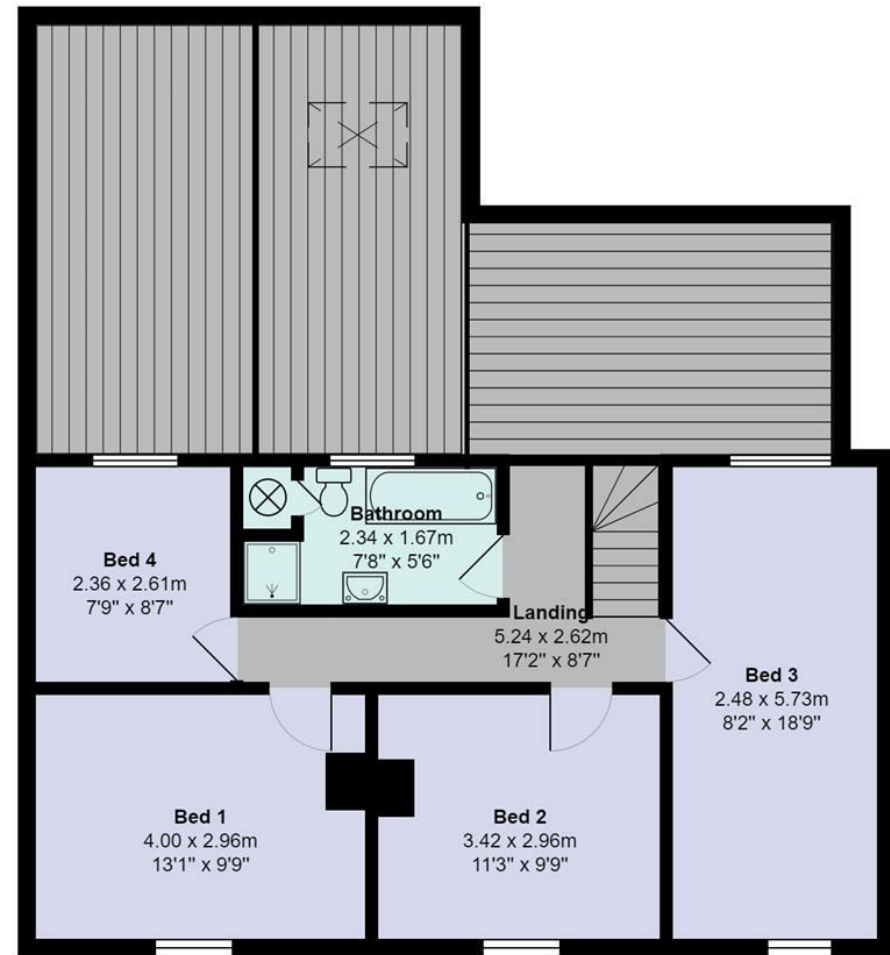 Bathroom
2.34 x 1.67m
7'8" x 5'6"
Bed 4
2.36 x 2.61m
7'9" x 8'7"
Landing
5.24 x 2.62m
17'2" x 8'7"
Bed 3
2.48 x 5.73m
8'2" x 18'9"
Bed 1
4.00 x 2.96m
13'1" x 9'9"
Bed 2
3.42 x 2.96m
11'3" x 9'9"